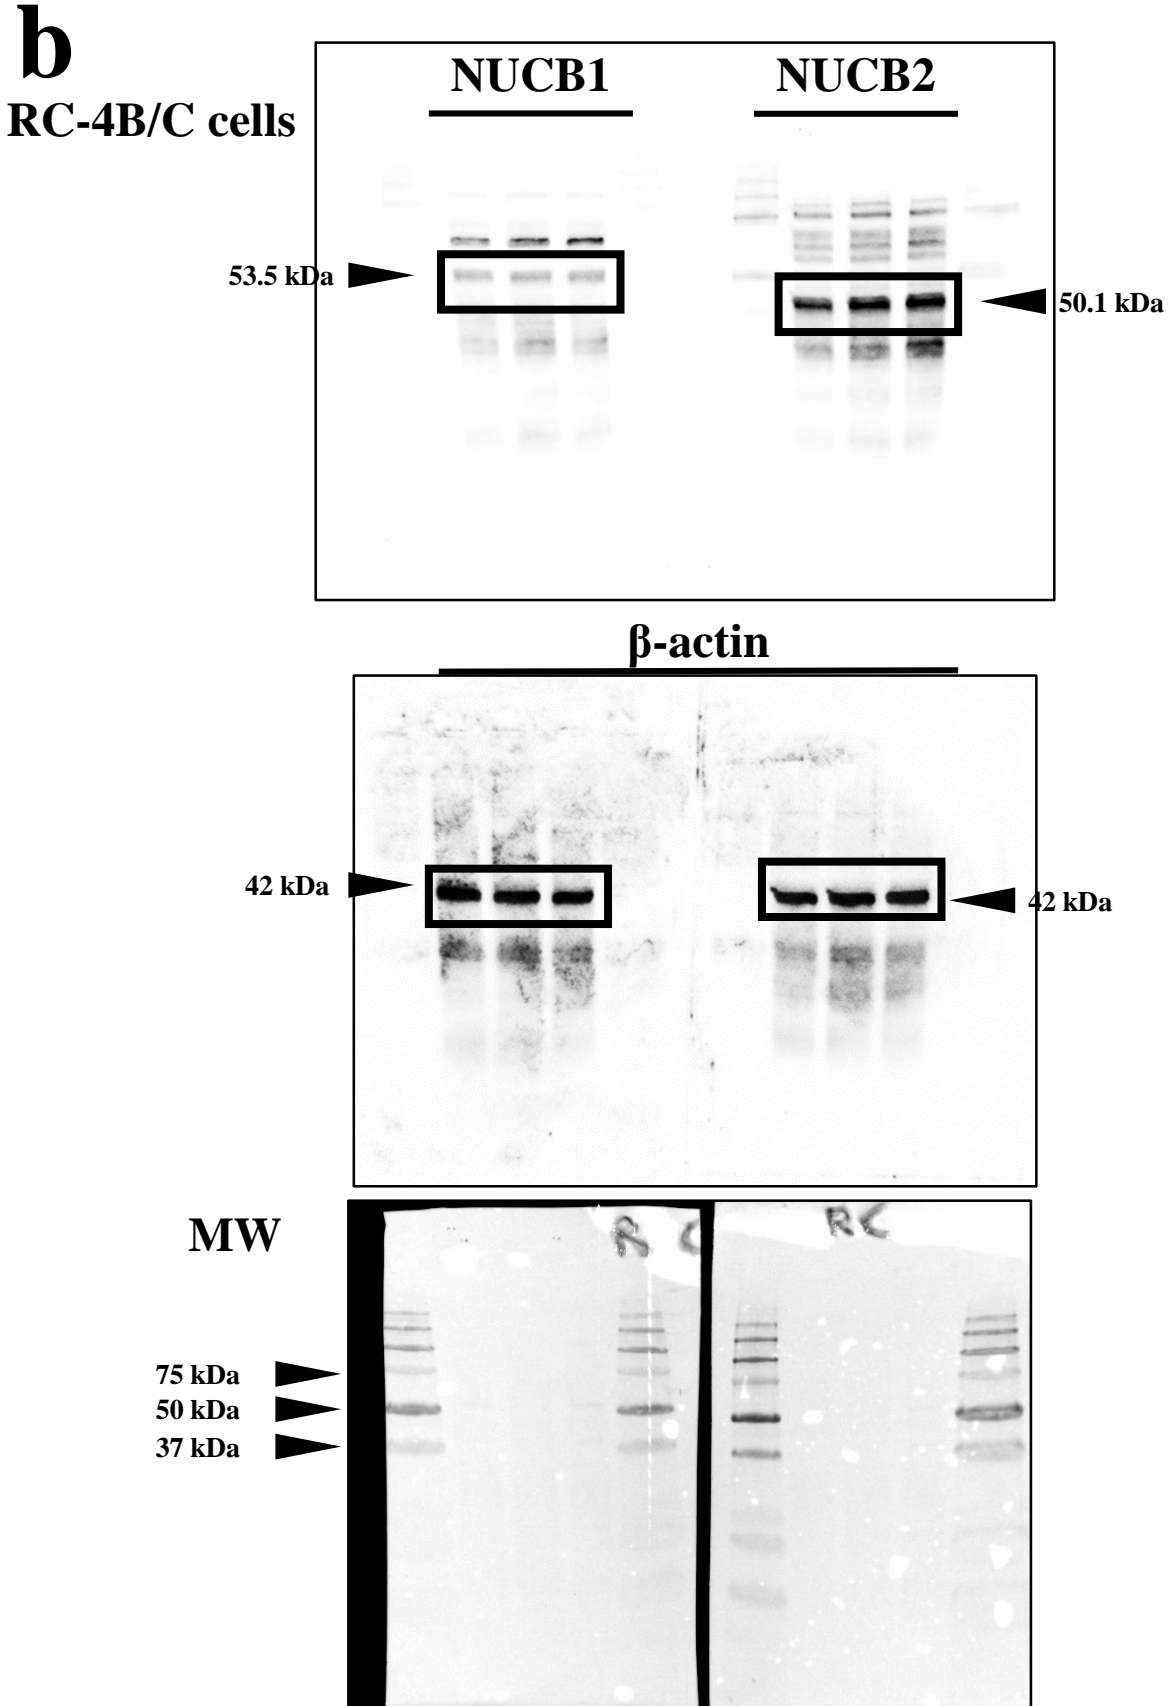 b
RC-4B/C cells
NUCB1
NUCB2
53.5 kDa
50.1 kDa
β-actin
42 kDa
42 kDa
MW
R C
RC
75 kDa
50 kDa
37 kDa